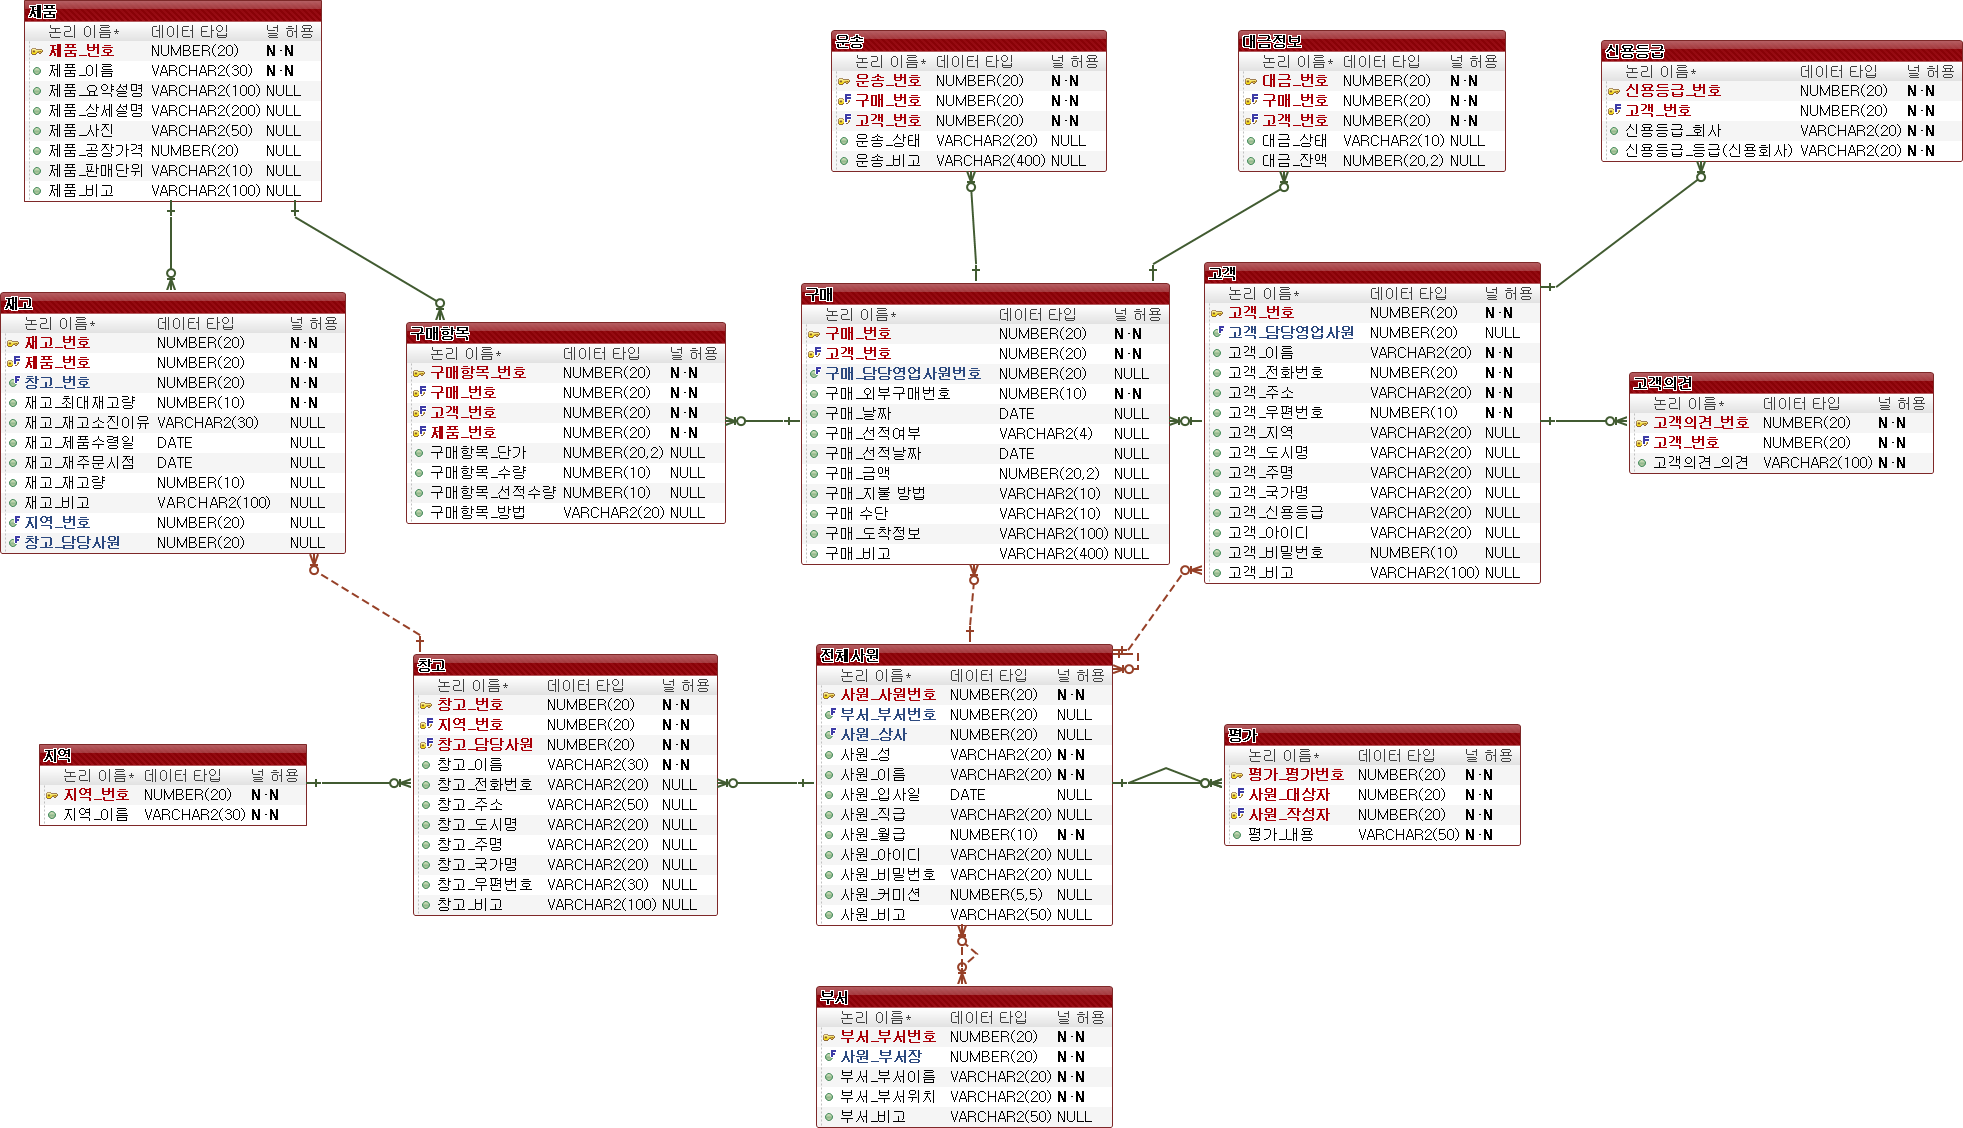 제품
논리 이름* 데이터 타입 널 허용
제품_번호 NUMBER(20) N-N
제품_이름 VARCHAR2(30) N-N
제품_요약설명 VARCHAR2(100) NULL
제품_상세설명 VARCHAR2(200) NULL
제품_사진 VARCHAR2(50) NULL
제품_공장가격 NUMBER(20) NULL
제품_판매단위 VARCHAR2(10) NULL
제품_비고 VARCHAR2(100) NULL
운송
논리 이름* 데이터 타입 널 허용
운송_번호 NUMBER(20) N-N
구매_번호 NUMBER(20) N-N
고객_번호 NUMBER(20) N-N
운송_상태 VARCHAR2(20) NULL
운송_비고 VARCHAR2(400) NULL
대금정보
논리 이름* 데이터 타입 널 허용
대금_번호 NUMBER(20) N-N
구매_번호 NUMBER(20) N-N
고객_번호 NUMBER(20) N-N
대금_상태 VARCHAR2(10) NULL
대금_잔액 NUMBER(20,2) NULL
신용등급
논리 이름* 데이터 타입 널 허용
신용등급_번호 NUMBER(20) N-N
고객_번호 NUMBER(20) N-N
신용등급_회사 VARCHAR2(20) N-N
신용등급_등급(신용회사) VARCHAR2(20) N-N
재고
논리 이름* 데이터 타입 널 허용
재고_번호 NUMBER(20) N-N
제품_번호 NUMBER(20) N-N
창고_번호 NUMBER(20) N-N
재고_최대재고량 NUMBER(10) N-N
재고_재고소진이유 VARCHAR2(30) NULL
재고_제품수령일 DATE NULL
재고_재주문시점 DATE NULL
재고_재고량 NUMBER(10) NULL
재고_비고 VARCHAR2(100) NULL
지역_번호 NUMBER(20) NULL
창고_담당사원 NUMBER(20) NULL
구매항목
논리 이름* 데이터 타입 널 허용
구매항목_번호 NUMBER(20) N-N
구매_번호 NUMBER(20) N-N
고객_번호 NUMBER(20) N-N
제품_번호 NUMBER(20) N-N
구매항목_단가 NUMBER(20,2) NULL
구매항목_수량 NUMBER(10) NULL
구매항목_선적수량 NUMBER(10) NULL
구매항목_방법 VARCHAR2(20) NULL
구매
논리 이름* 데이터 타입 널 허용
구매_번호 NUMBER(20) N-N
고객_번호 NUMBER(20) N-N
구매_담당영업사원번호 NUMBER(20) NULL
구매_외부구매번호 NUMBER(10) N-N
구매_날짜 DATE NULL
구매_선적여부 VARCHAR2(4) NULL
구매_선적날짜 DATE NULL
구매_금액 NUMBER(20,2) NULL
구매_지불 방법 VARCHAR2(10) NULL
구매 수단 VARCHAR2(10) NULL
구매_도착정보 VARCHAR2(100) NULL
구매_비고 VARCHAR2(400) NULL
고객
논리 이름* 데이터 타입 널 허용
고객_번호 NUMBER(20) N-N
고객_담당영업사원 NUMBER(20) NULL
고객_이름 VARCHAR2(20) N-N
고객_전화번호 NUMBER(20) N-N
고객_주소 VARCHAR2(20) N-N
고객_우편번호 NUMBER(10) N-N
고객_지역 VARCHAR2(20) NULL
고객_도시명 VARCHAR2(20) NULL
고객_주명 VARCHAR2(20) NULL
고객_국가명 VARCHAR2(20) NULL
고객_신용등급 VARCHAR2(20) NULL
고객_아이디 VARCHAR2(20) NULL
고객_비밀번호 NUMBER(10) NULL
고객_비고 VARCHAR2(100) NULL
고객의견
논리 이름* 데이터 타입 널 허용
고객의견_번호 NUMBER(20) N-N
고객_번호 NUMBER(20) N-N
고객의견_의견 VARCHAR2(100) N-N
지역
논리 이름* 데이터 타입 널 허용
지역_번호 NUMBER(20) N-N
지역_이름 VARCHAR2(30) N-N
창고
논리 이름* 데이터 타입 널 허용
창고_번호 NUMBER(20) N-N
지역_번호 NUMBER(20) N-N
창고_담당사원 NUMBER(20) N-N
창고_이름 VARCHAR2(30) N-N
창고_전화번호 VARCHAR2(20) NULL
창고_주소 VARCHAR2(50) NULL
창고_도시명 VARCHAR2(20) NULL
창고_주명 VARCHAR2(20) NULL
창고_국가명 VARCHAR2(20) NULL
창고_우편번호 VARCHAR2(30) NULL
창고_비고 VARCHAR2(100) NULL
전체사원
논리 이름* 데이터 타입 널 허용
사원_사원번호 NUMBER(20) N-N
부서_부서번호 NUMBER(20) NULL
사원_상사 NUMBER(20) NULL
사원_성 VARCHAR2(20) N-N
사원_이름 VARCHAR2(20) N-N
사원_입사일 DATE NULL
사원_직급 VARCHAR2(20) NULL
사원_월급 NUMBER(10) N-N
사원_아이디 VARCHAR2(20) NULL
사원_비밀번호 VARCHAR2(20) NULL
사원_커미션 NUMBER(5,5) NULL
사원_비고 VARCHAR2(50) NULL
평가
논리 이름* 데이터 타입 널 허용
평가_평가번호 NUMBER(20) N-N
사원_대상자 NUMBER(20) N-N
사원_작성자 NUMBER(20) N-N
평가_내용 VARCHAR2(50) N-N
부서
논리 이름* 데이터 타입 널 허용
부서_부서번호 NUMBER(20) N-N
사원_부서장 NUMBER(20) N-N
부서_부서이름 VARCHAR2(20) N-N
부서_부서위치 VARCHAR2(20) N-N
부서_비고 VARCHAR2(50) NULL